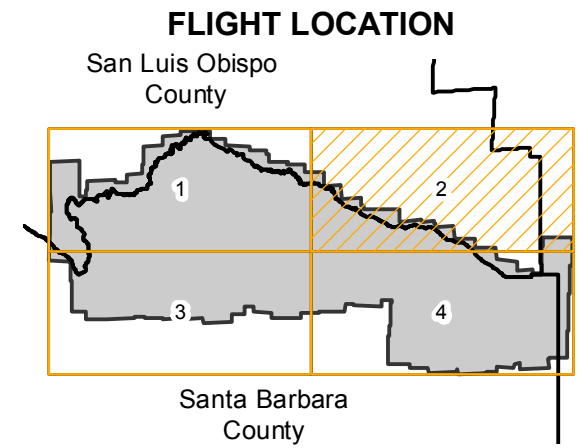 FLIGHT LOCATION
San Luis Obispo
County
1
2
3
4
Santa Barbara
County